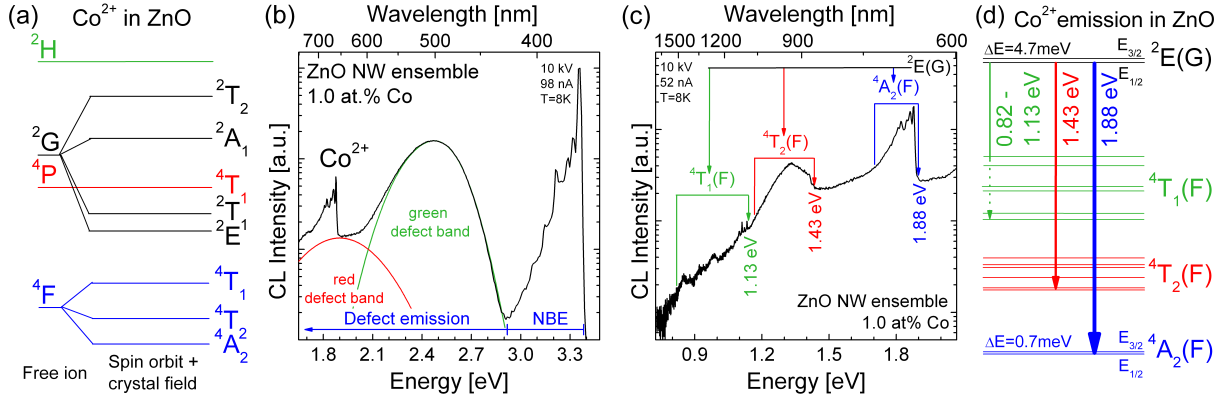 (a) Co2+ in ZnO
2H
2T2
2G
2A1
4P
4T1
2T1
2E
4F
4T1
4T2
4A2
Free ion
Spin orbit +
crystal field
(b) Wavelength [nm]
700 600 500 400
ZnO NW ensemble
1.0 at.% Co
10 kV
98 nA
T=8K
Co2+
green
defect band
red
defect band
Defect emission
NBE
CL Intensity [a.u.]
1.7 2.1 2.5 2.9 3.3
Energy [eV]
(c) Wavelength [nm]
1500 1200 900 600
10 kV
52 nA
T=8K
2E(G)
4A2(F)
4T2(F)
4T1(F)
1.13 eV
1.43 eV
1.88 eV
ZnO NW ensemble
1.0 at% Co
CL Intensity [a.u.]
0.9 1.2 1.5 1.8
Energy [eV]
(d) Co2+ emission in ZnO
ΔE=4.7meV
E3/2
2E(G)
E1/2
0.82 -
1.13 eV
1.43 eV
1.88 eV
4T1(F)
4T2(F)
ΔE=0.7meV
E3/2
4A2(F)
E1/2